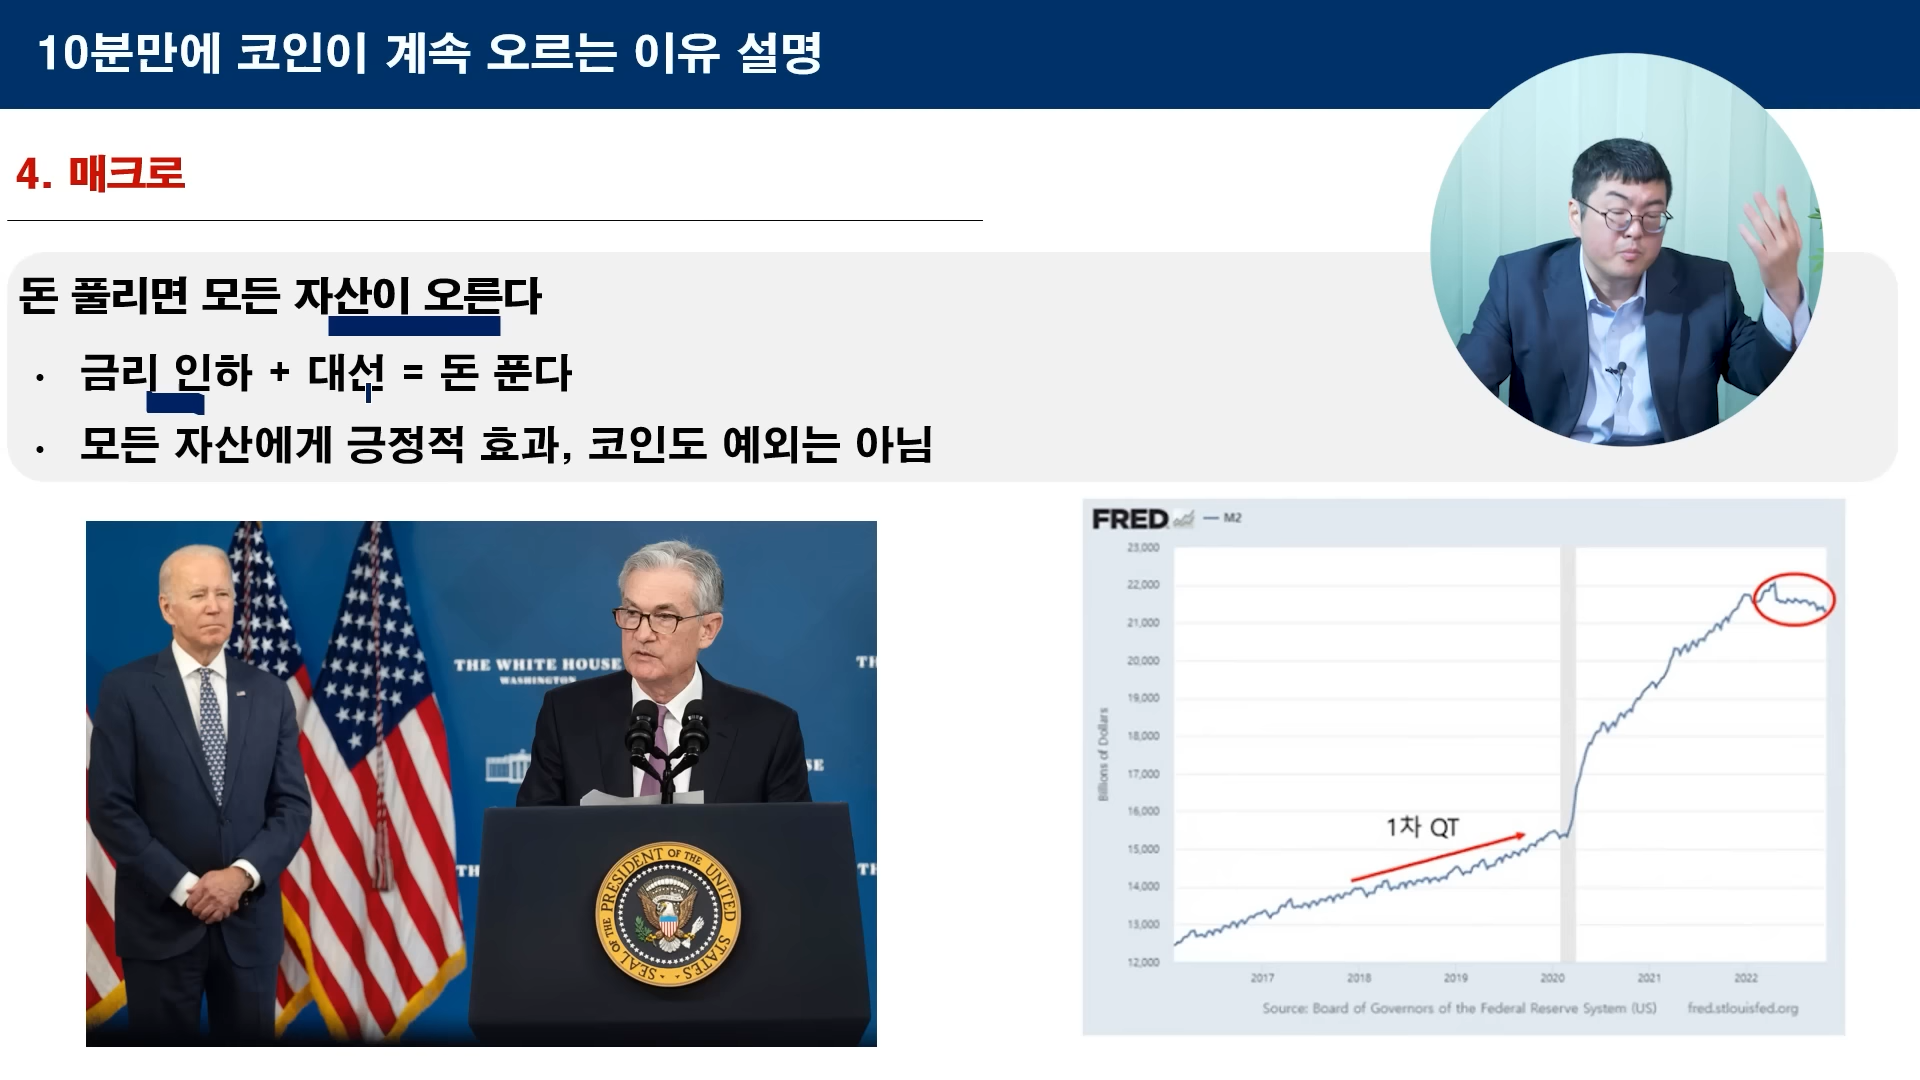 10분만에 코인이 계속 오르는 이유 설명
4. 매크로
돈 풀리면 모든 자산이 오른다
• 금리 인하 + 대선 = 돈 푼다
• 모든 자산에게 긍정적 효과, 코인도 예외는 아님
THE WHITE HOUSE
WASHINGTON
TH
SE
TH
TH
SEAL OF THE PRESIDENT OF THE UNITED STATES
FRED — M2
23,000
22,000
21,000
20,000
19,000
18,000
17,000
16,000
15,000
14,000
13,000
12,000
Billions of Dollars
1차 QT
2017 2018 2019 2020 2021 2022
Source: Board of Governors of the Federal Reserve System (US) fred.stlouisfed.org